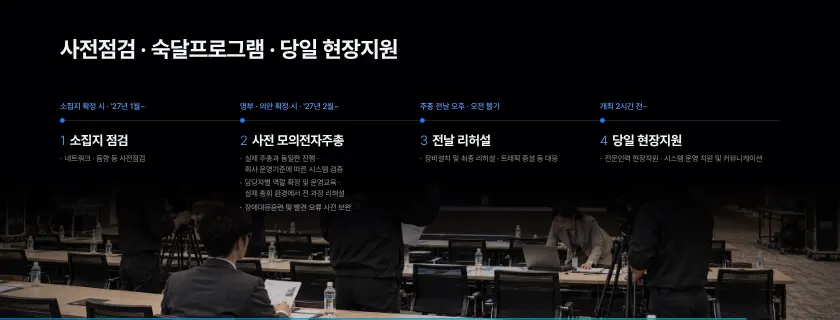 사전점검 · 숙달프로그램 · 당일 현장지원
소집지 확정 시 · '27년 1월~
1 소집지 점검
· 네트워크 · 음향 등 사전점검
명부 · 의안 확정 시 · '27년 2월~
2 사전 모의전자주총
· 실제 주총과 동일한 진행 ·
회사 운영기준에 따른 시스템 검증
· 담당자별 역할 확정 및 운영교육 ·
실제 총회 환경에서 전 과정 리허설
· 장애대응훈련 및 발견 오류 사전 보완
주총 전날 오후 · 오전 불가
3 전날 리허설
· 장비설치 및 최종 리허설 · 트래픽 증설 등 대응
개최 2시간 전~
4 당일 현장지원
· 전문인력 현장지원 · 시스템 운영 지원 및 커뮤니케이션